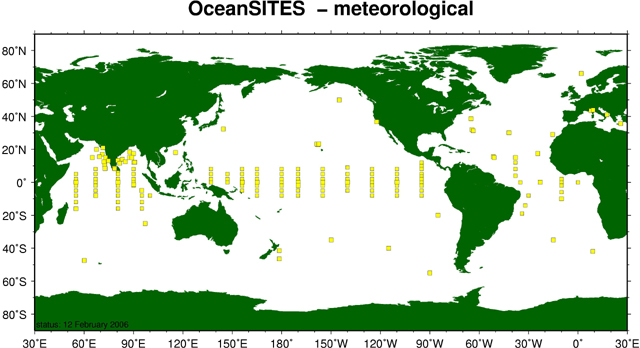 OceanSITES – meteorological
80°N
60°N
40°N
20°N
0°
20°S
40°S
60°S
80°S
status: 12 February 2006
30°E 60°E 90°E 120°E 150°E 180° 150°W 120°W 90°W 60°W 30°W 0° 30°E